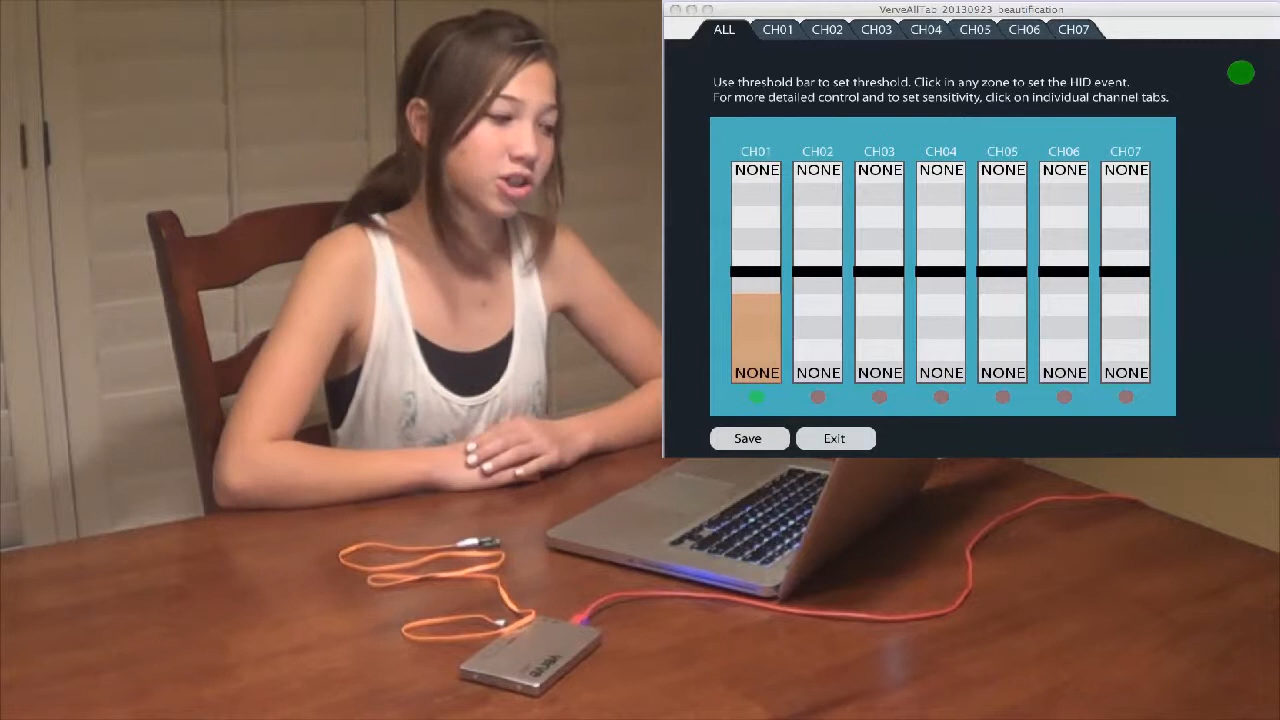 VerveAllTab_20130923_beautification
ALL CH01 CH02 CH03 CH04 CH05 CH06 CH07
Use threshold bar to set threshold. Click in any zone to set the HID event.
For more detailed control and to set sensitivity, click on individual channel tabs.
CH01 CH02 CH03 CH04 CH05 CH06 CH07
NONE NONE NONE NONE NONE NONE NONE
NONE NONE NONE NONE NONE NONE NONE
Save Exit
verve